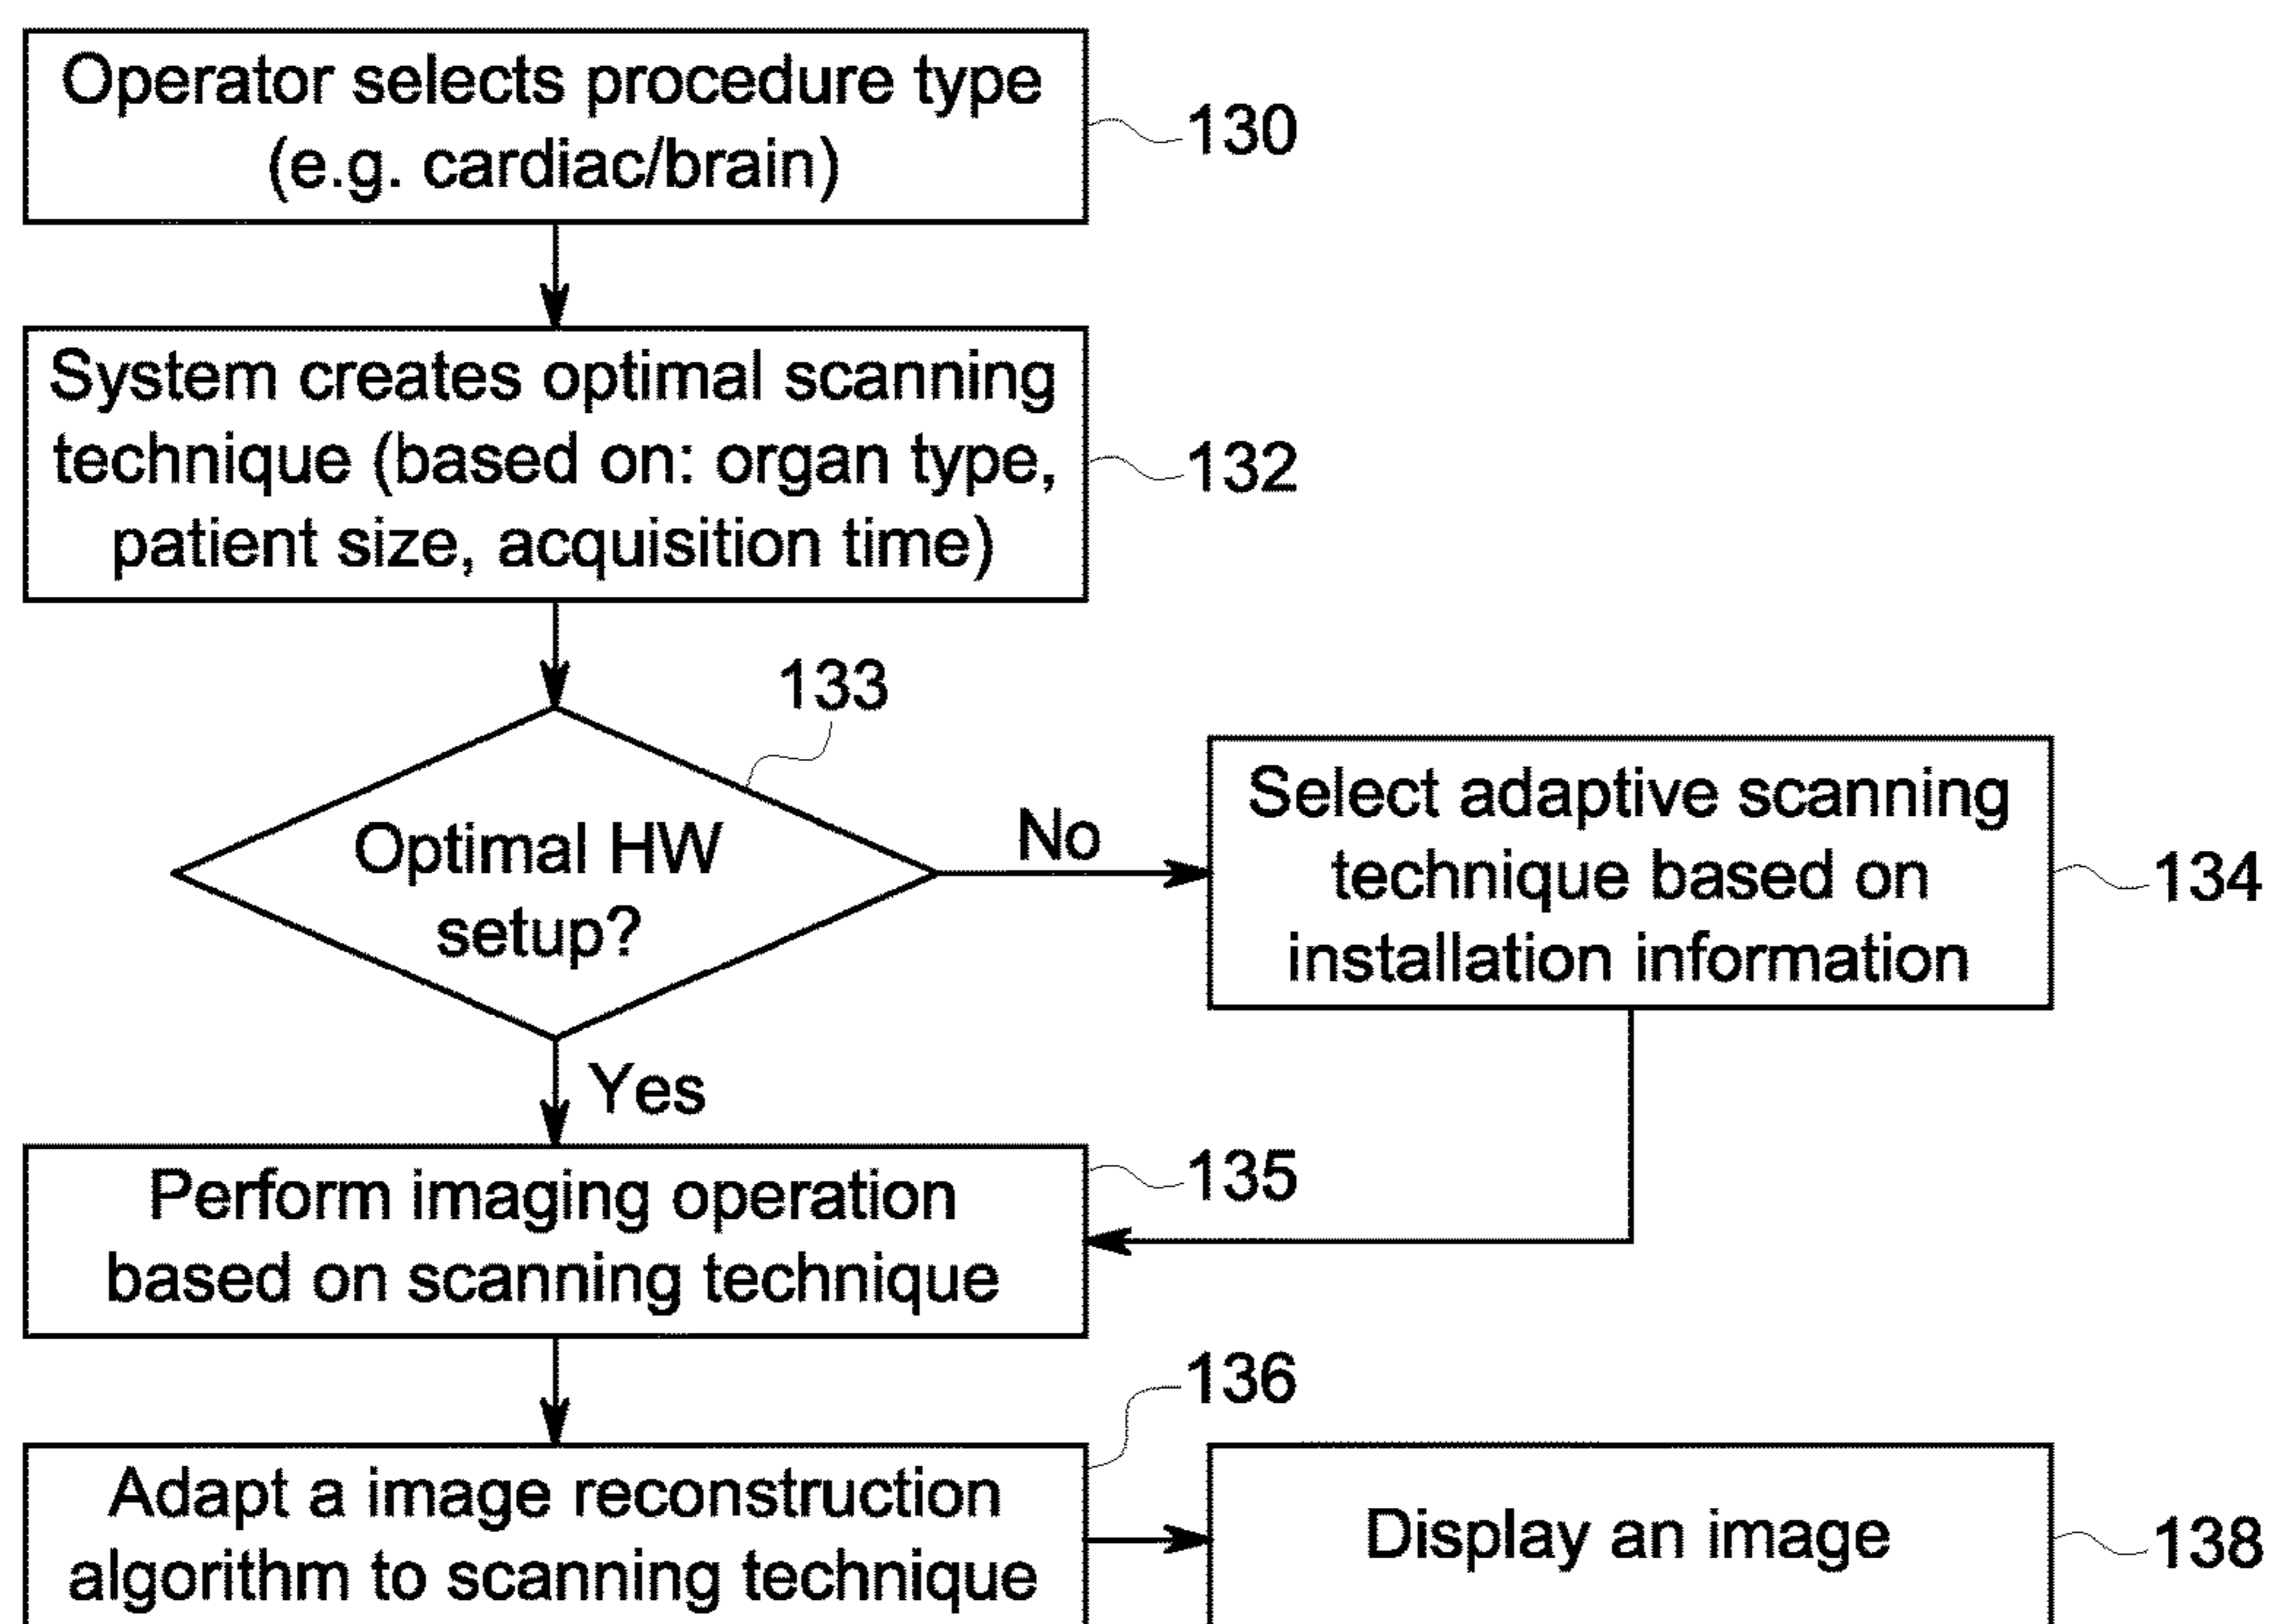 Operator selects procedure type
(e.g. cardiac/brain)
130
System creates optimal scanning
technique (based on: organ type,
patient size, acquisition time)
132
133
Optimal HW
setup?
No
Select adaptive scanning
technique based on
installation information
134
Yes
Perform imaging operation
based on scanning technique
135
136
Adapt a image reconstruction
algorithm to scanning technique
Display an image
138